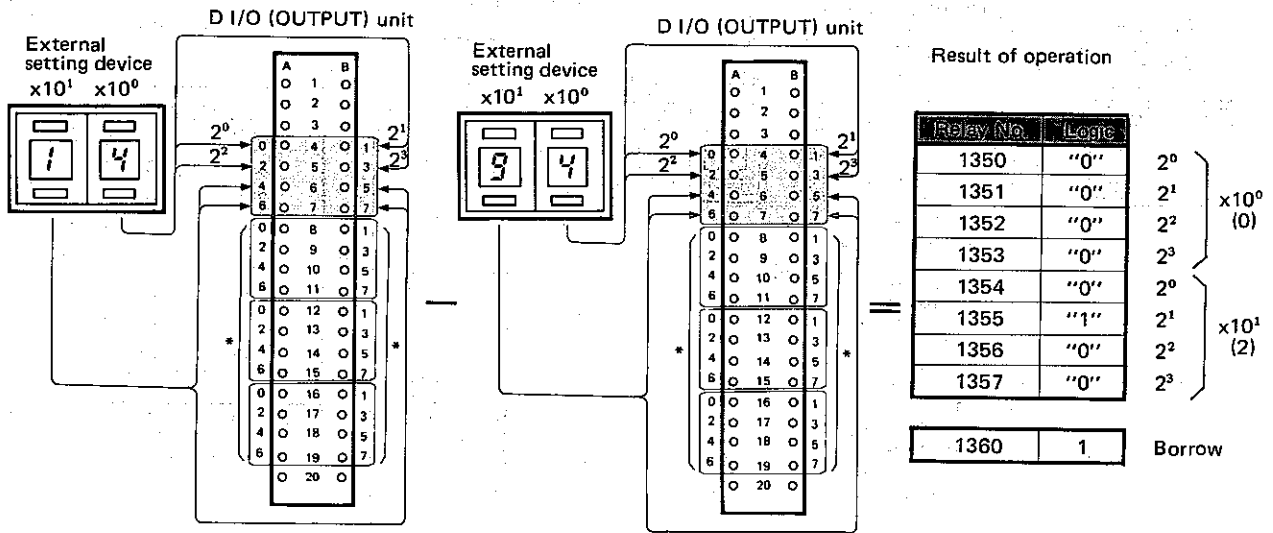 D I/O (OUTPUT) unit
External
setting device
x10¹ x10⁰
1 4
A B
1
2
3
2⁰ 0 4 1 2¹
2² 2 5 3 2³
4 6 5
6 7 7
0 8 1
2 9 3
4 10 5
6 11 7
0 12 1
2 13 3
* 4 14 5 *
6 15 7
0 16 1
2 17 3
4 18 5
6 19 7
20
—
D I/O (OUTPUT) unit
External
setting device
x10¹ x10⁰
9 4
A B
1
2
3
2⁰ 0 4 1 2¹
2² 2 5 3 2³
4 6 5
6 7 7
0 8 1
2 9 3
4 10 5
6 11 7
0 12 1
2 13 3
* 4 14 5 *
6 15 7
0 16 1
2 17 3
4 18 5
6 19 7
20
=
Result of operation
Relay No. Logic
1350 "0" 2⁰
1351 "0" 2¹
1352 "0" 2²
1353 "0" 2³
x10⁰
(0)
1354 "0" 2⁰
1355 "1" 2¹
1356 "0" 2²
1357 "0" 2³
x10¹
(2)
1360 1 Borrow